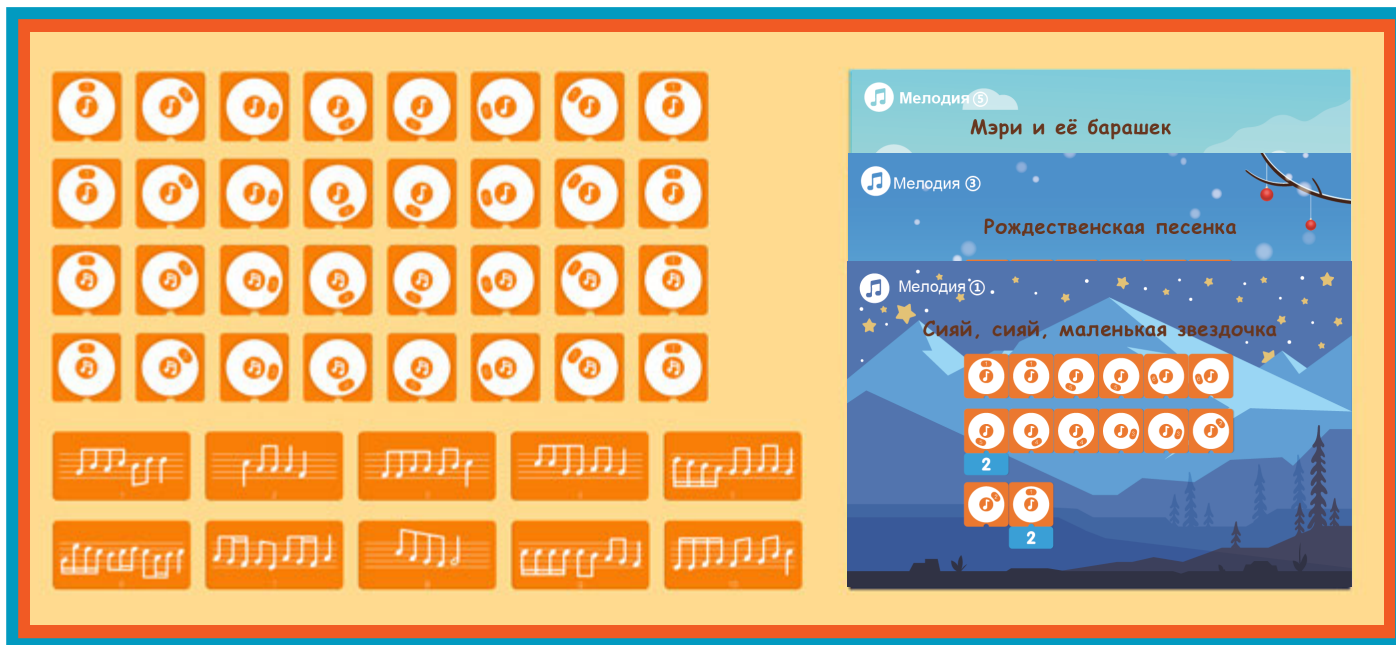 Мелодия ⑤
Мэри и её барашек
Мелодия ③
Рождественская песенка
Мелодия ①
Сияй, сияй, маленькая звездочка
2
2